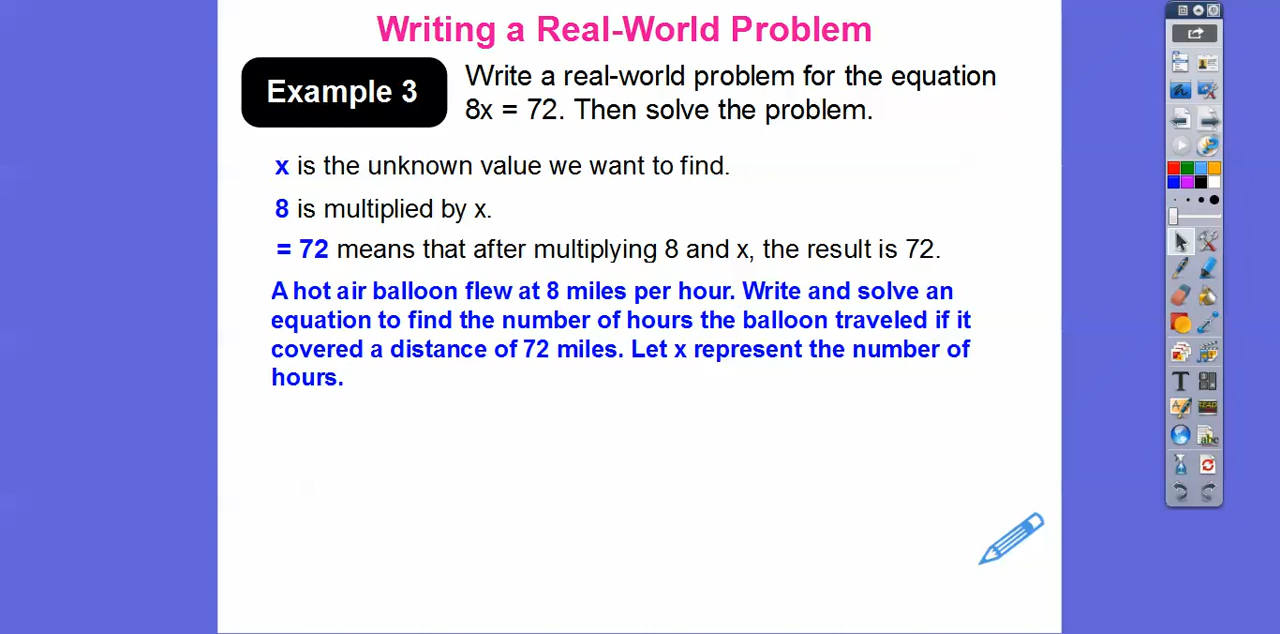 Writing a Real-World Problem
Example 3
Write a real-world problem for the equation
8x = 72. Then solve the problem.
x is the unknown value we want to find.
8 is multiplied by x.
= 72 means that after multiplying 8 and x, the result is 72.
A hot air balloon flew at 8 miles per hour. Write and solve an
equation to find the number of hours the balloon traveled if it
covered a distance of 72 miles. Let x represent the number of
hours.